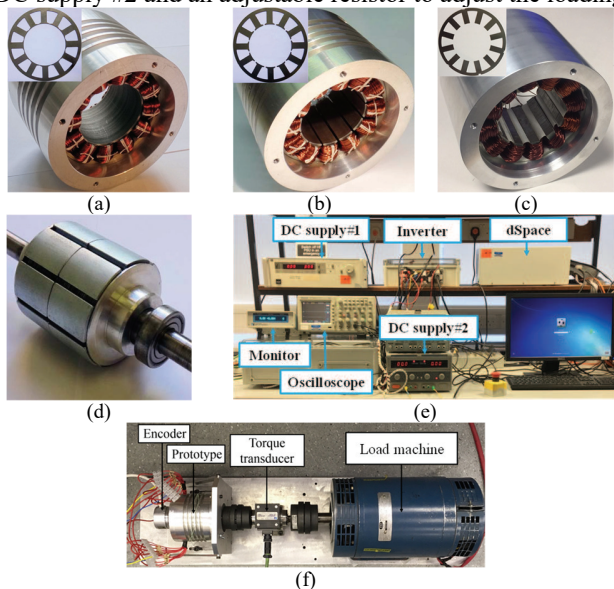 DC supply #2 and an adjustable resistor to adjust the loading
(a)
(b)
(c)
DC supply#1
Inverter
dSpace
DC supply#2
Monitor
Oscilloscope
(d)
(e)
Encoder
Prototype
Torque
transducer
Load machine
(f)